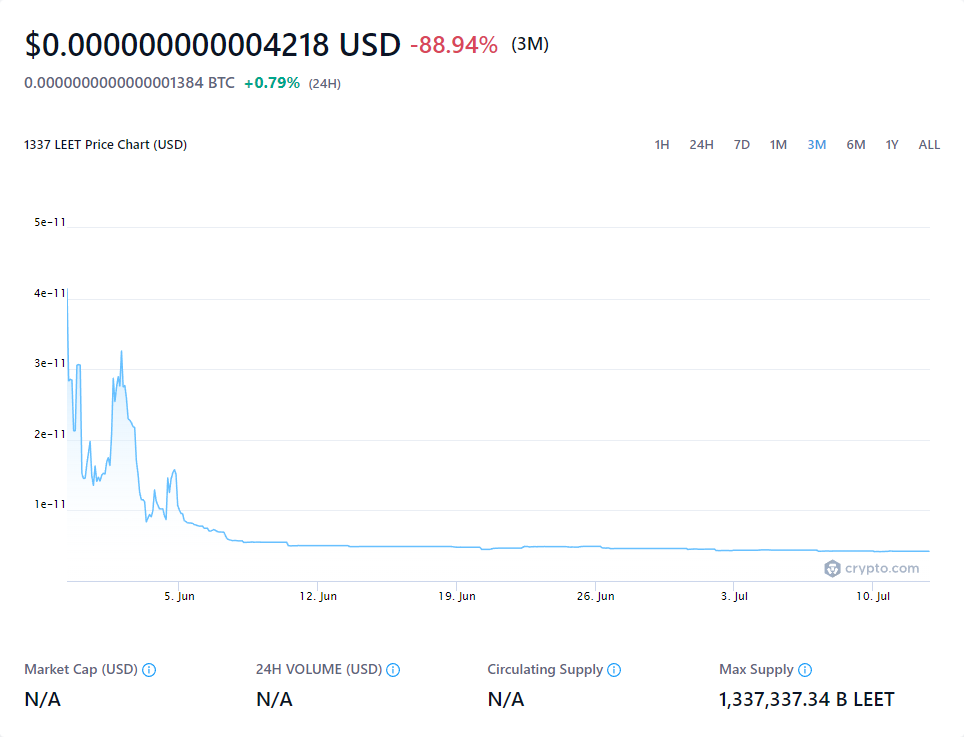 $0.000000000004218 USD -88.94% (3M)
0.0000000000000001384 BTC +0.79% (24H)
1337 LEET Price Chart (USD) 1H 24H 7D 1M 3M 6M 1Y ALL
5e-11
4e-11
3e-11
2e-11
1e-11
crypto.com
5. Jun 12. Jun 19. Jun 26. Jun 3. Jul 10. Jul
Market Cap (USD) 24H VOLUME (USD) Circulating Supply Max Supply
N/A N/A N/A 1,337,337.34 B LEET